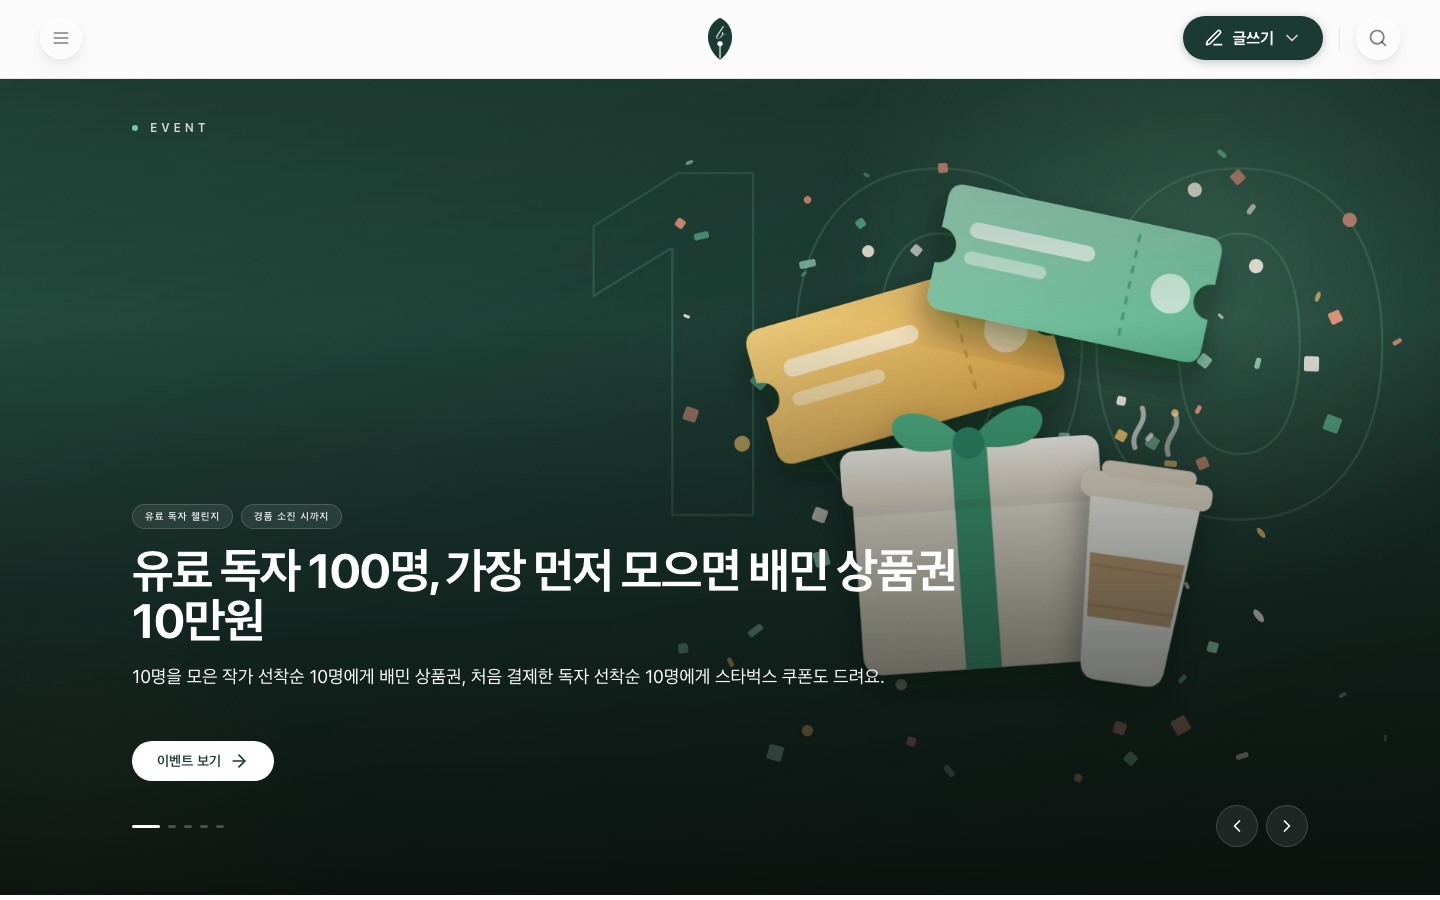 글쓰기
EVENT
100
유료 독자 챌린지
경품 소진 시까지
유료 독자 100명, 가장 먼저 모으면 배민 상품권
10만원
10명을 모은 작가 선착순 10명에게 배민 상품권, 처음 결제한 독자 선착순 10명에게 스타벅스 쿠폰도 드려요.
이벤트 보기